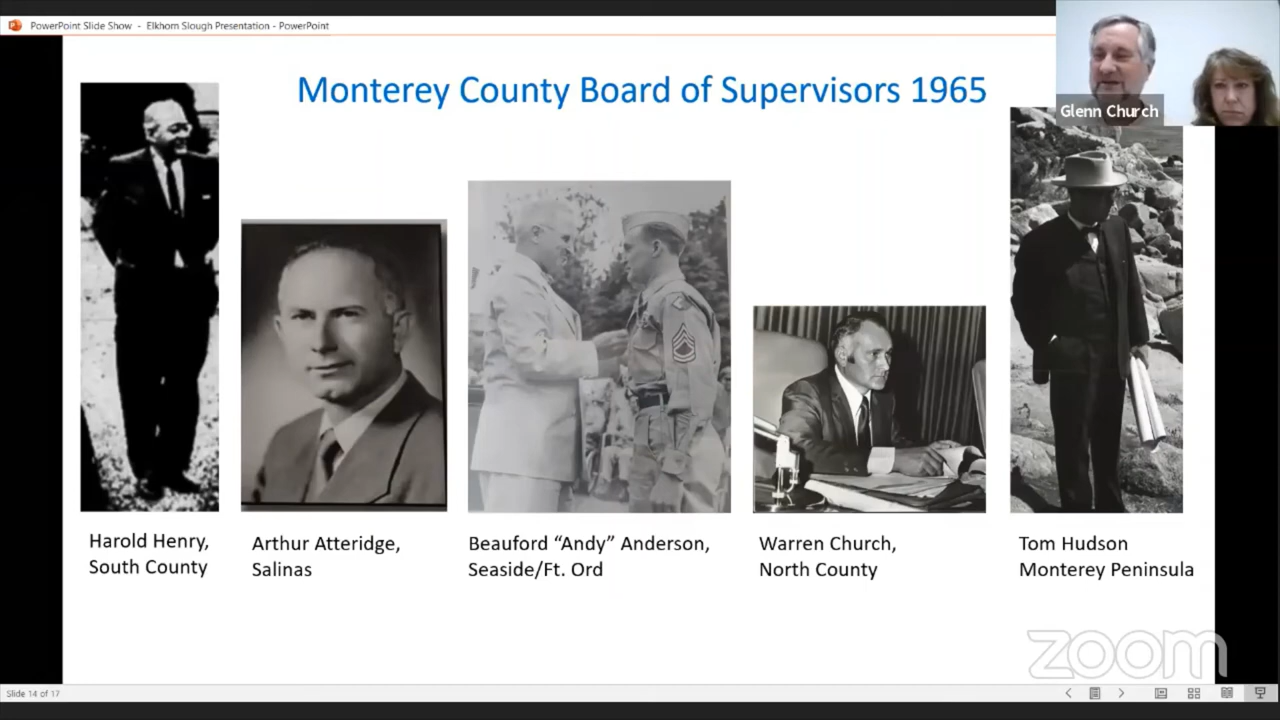 PowerPoint Slide Show - Elkhorn Slough Presentation - PowerPoint
Monterey County Board of Supervisors 1965
Glenn Church
Harold Henry,
South County
Arthur Atteridge,
Salinas
Beauford “Andy” Anderson,
Seaside/Ft. Ord
Warren Church,
North County
Tom Hudson
Monterey Peninsula
zoom
Slide 14 of 17